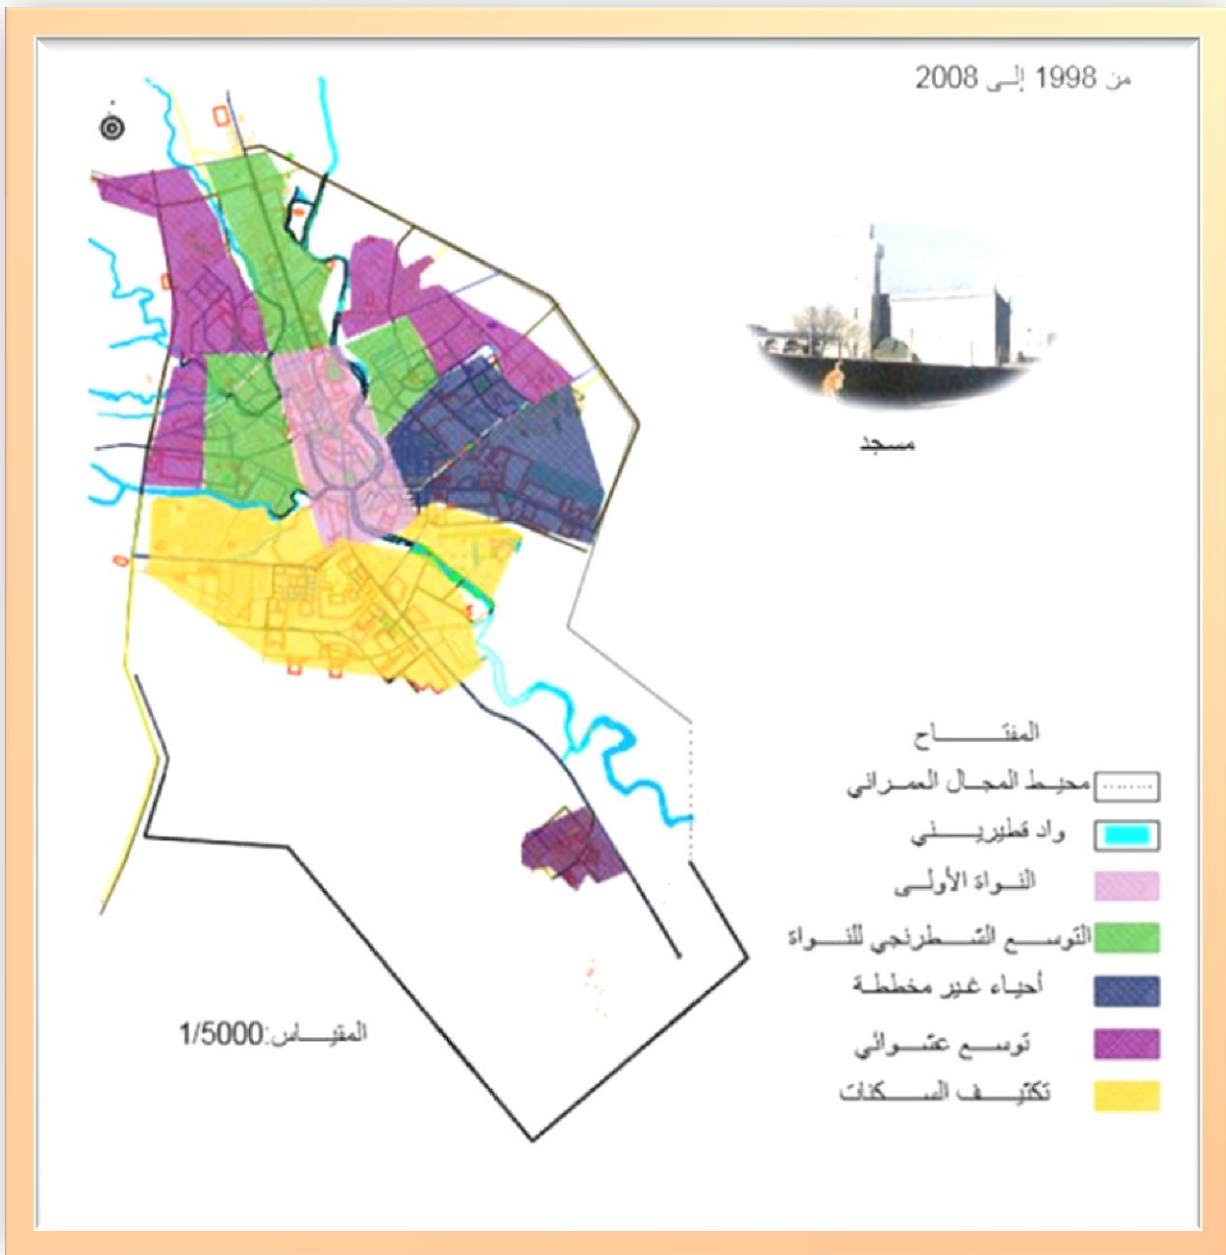 من 1998 إلى 2008
مسجد
المفتاح
محيط المجال العمراني
واد قطيريني
النواة الأولى
التوسع الشطرنجي للنواة
أحياء غير مخططة
توسع عشوائي
تكثيف السكنات
المقياس:1/5000